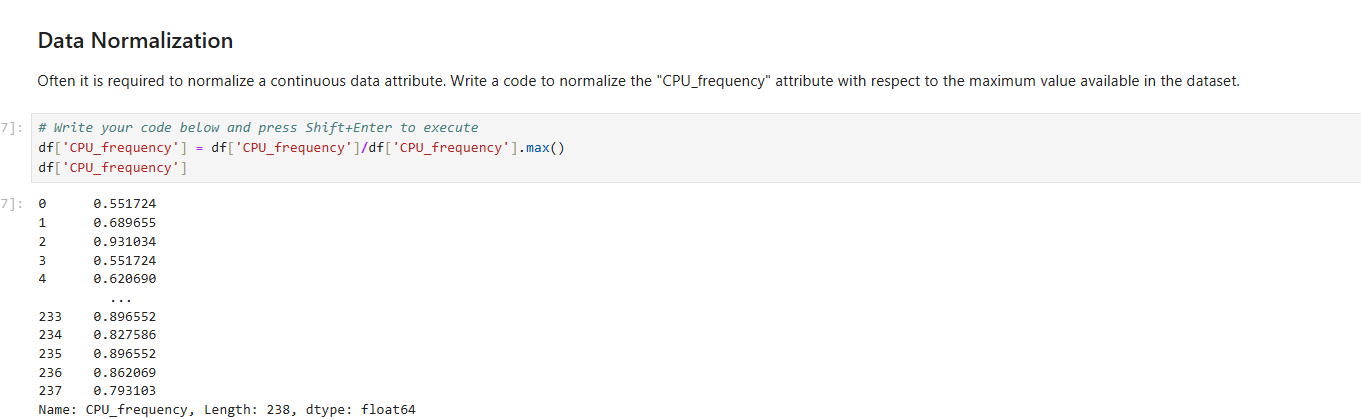 Data Normalization
Often it is required to normalize a continuous data attribute. Write a code to normalize the "CPU_frequency" attribute with respect to the maximum value available in the dataset.
7]: # Write your code below and press Shift+Enter to execute
df['CPU_frequency'] = df['CPU_frequency']/df['CPU_frequency'].max()
df['CPU_frequency']
7]: 0      0.551724
1      0.689655
2      0.931034
3      0.551724
4      0.620690
...
233    0.896552
234    0.827586
235    0.896552
236    0.862069
237    0.793103
Name: CPU_frequency, Length: 238, dtype: float64